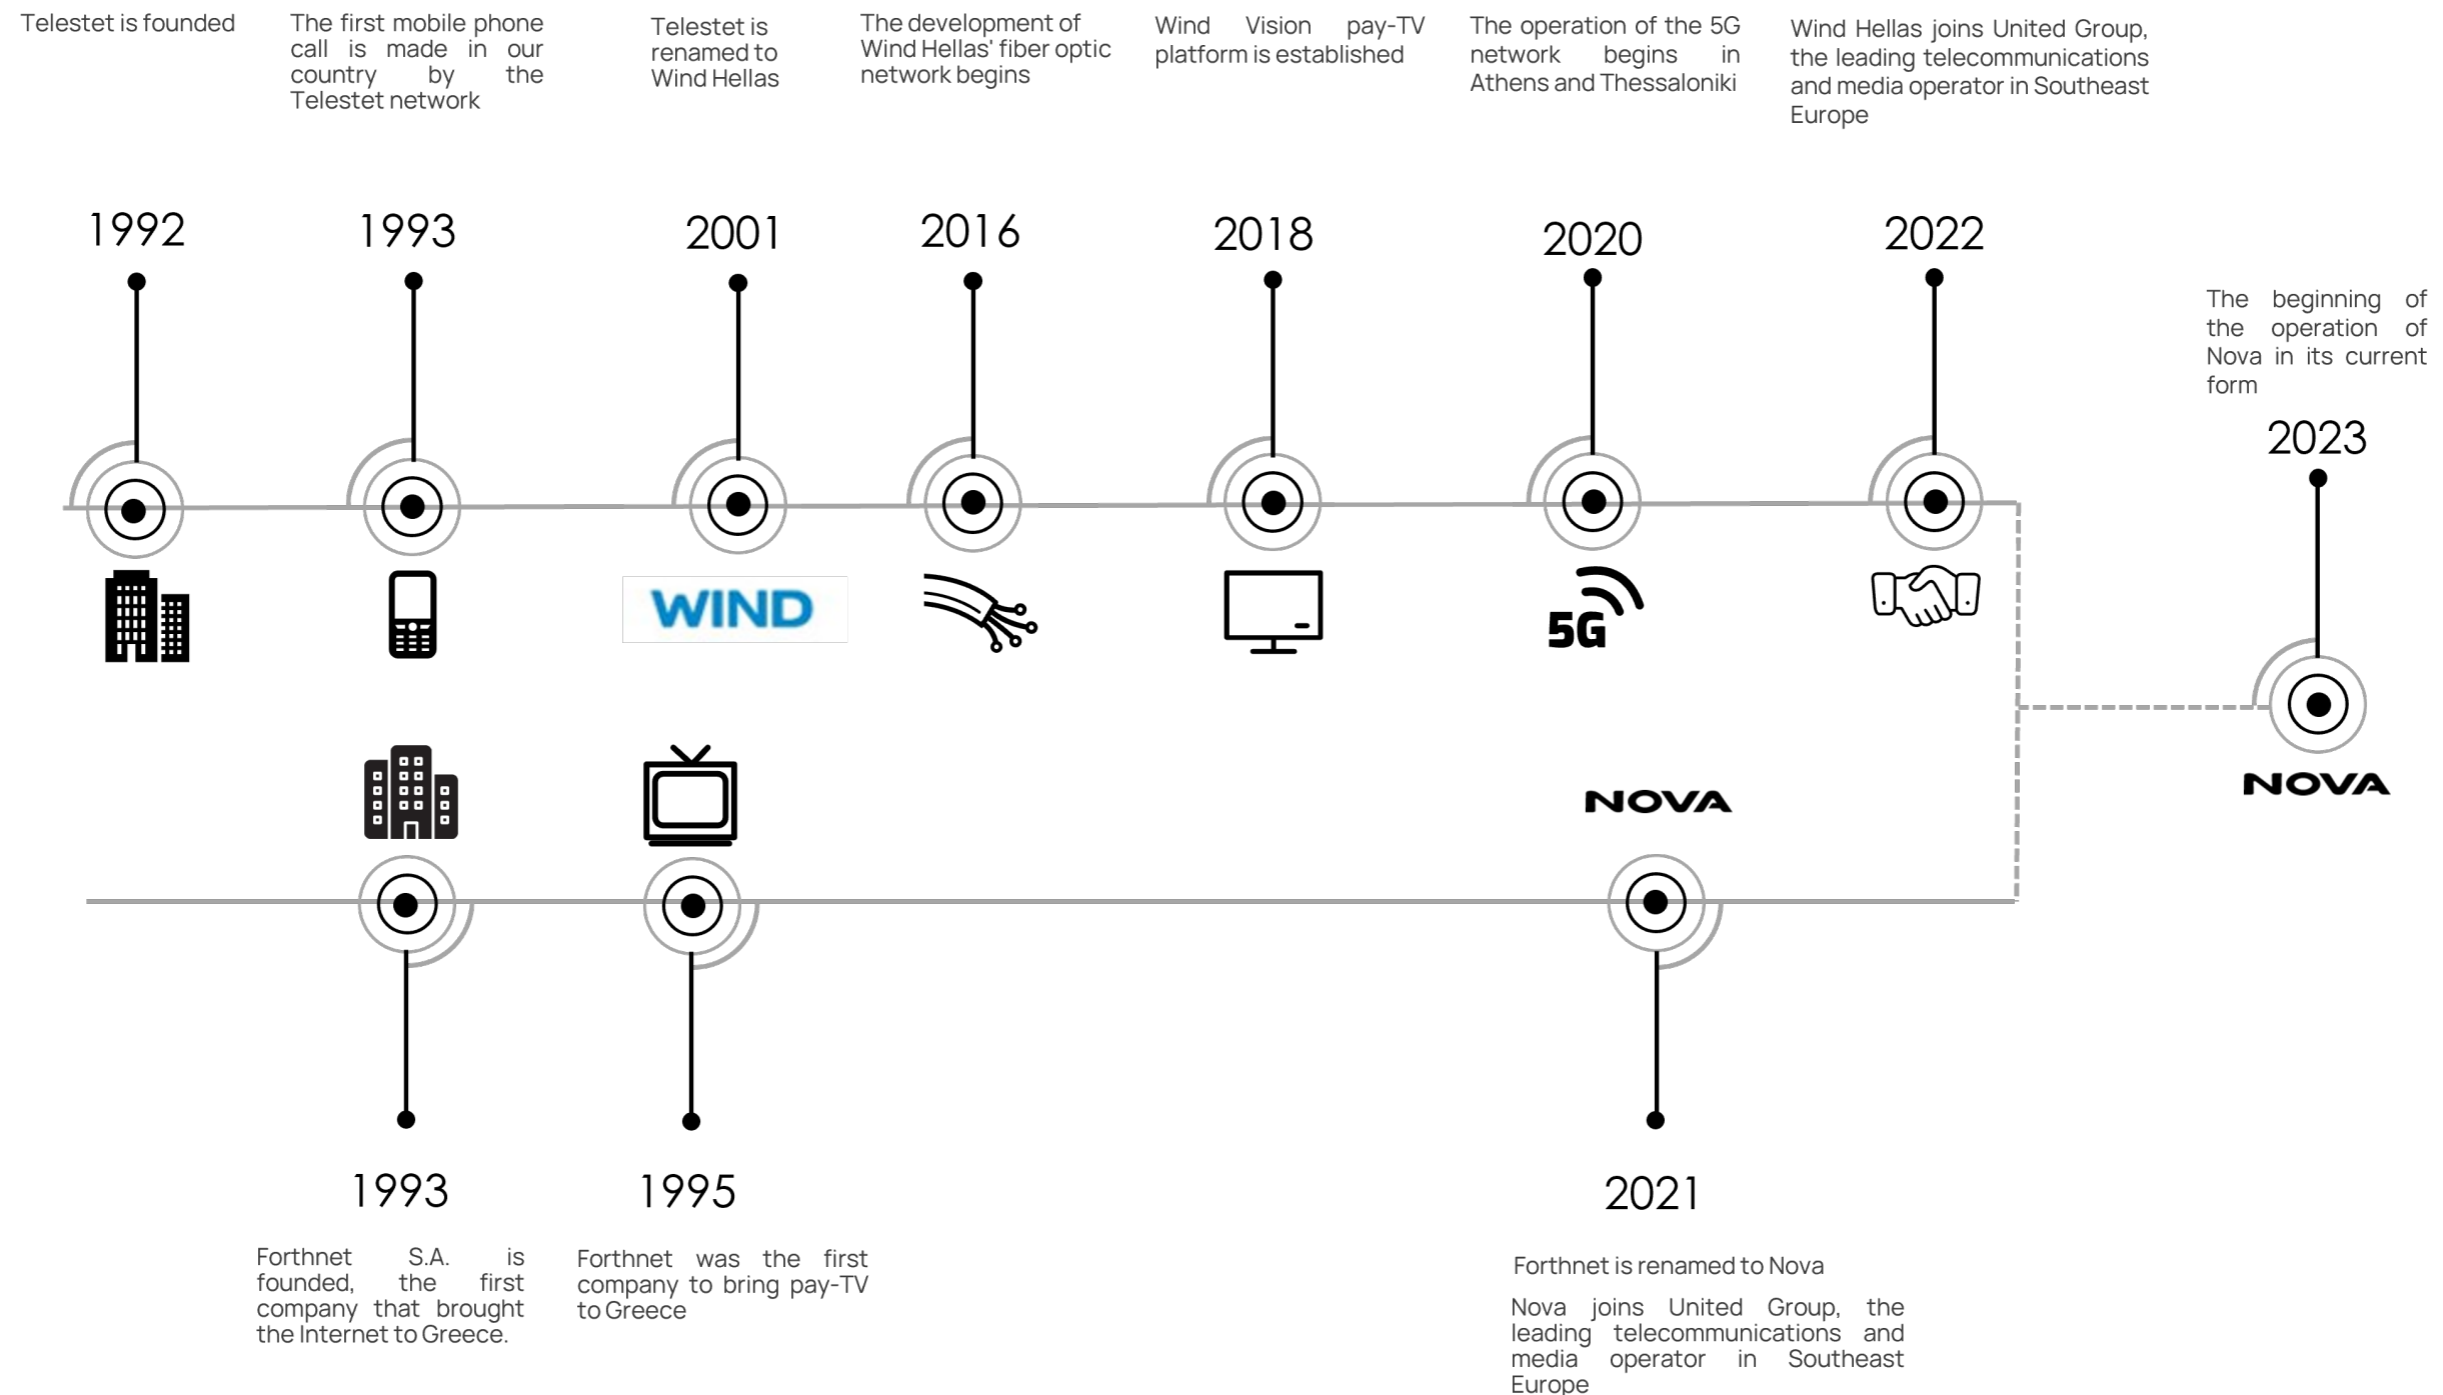 Telestet is founded
The first mobile phone
call is made in our
country by the
Telestet network
Telestet is
renamed to
Wind Hellas
The development of
Wind Hellas' fiber optic
network begins
Wind Vision pay-TV
platform is established
The operation of the 5G
network begins in
Athens and Thessaloniki
Wind Hellas joins United Group,
the leading telecommunications
and media operator in Southeast
Europe
1992
1993
2001
2016
2018
2020
2022
The beginning of
the operation of
Nova in its current
form
2023
WIND
5G
NOVA
NOVA
1993
1995
2021
Forthnet S.A. is
founded, the first
company that brought
the Internet to Greece.
Forthnet was the first
company to bring pay-TV
to Greece
Forthnet is renamed to Nova
Nova joins United Group, the
leading telecommunications and
media operator in Southeast
Europe